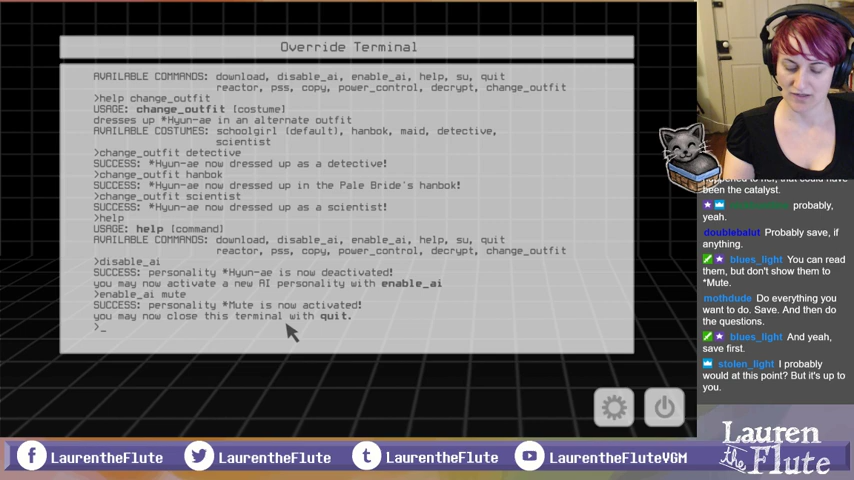 Override Terminal
AVAILABLE COMMANDS: download, disable_ai, enable_ai, help, su, quit
reactor, pss, copy, power_control, decrypt, change_outfit
>help change_outfit
USAGE: change_outfit [costume]
dresses up *Hyun-ae in an alternate outfit
AVAILABLE COSTUMES: schoolgirl (default), hanbok, maid, detective,
scientist
>change_outfit detective
SUCCESS: *Hyun-ae now dressed up as a detective!
>change_outfit hanbok
SUCCESS: *Hyun-ae now dressed up in the Pale Bride's hanbok!
>change_outfit scientist
SUCCESS: *Hyun-ae now dressed up as a scientist!
>help
USAGE: help [command]
AVAILABLE COMMANDS: download, disable_ai, enable_ai, help, su, quit
reactor, pss, copy, power_control, decrypt, change_outfit
>disable_ai
SUCCESS: personality *Hyun-ae is now deactivated!
you may now activate a new AI personality with enable_ai
>enable_ai mute
SUCCESS: personality *Mute is now activated!
you may now close this terminal with quit.
>_
happened to her, that could have
been the catalyst.
probably,
yeah.
doublebalut Probably save, if
anything.
blues_light You can read
them, but don't show them to
*Mute.
mothdude Do everything you
want to do. Save. And then do
the questions.
blues_light And yeah,
save first.
stolen_light I probably
would at this point? But it's up to
you.
Lauren
the Flute
LaurentheFlute
LaurentheFlute
LaurentheFlute
LaurentheFluteVGM